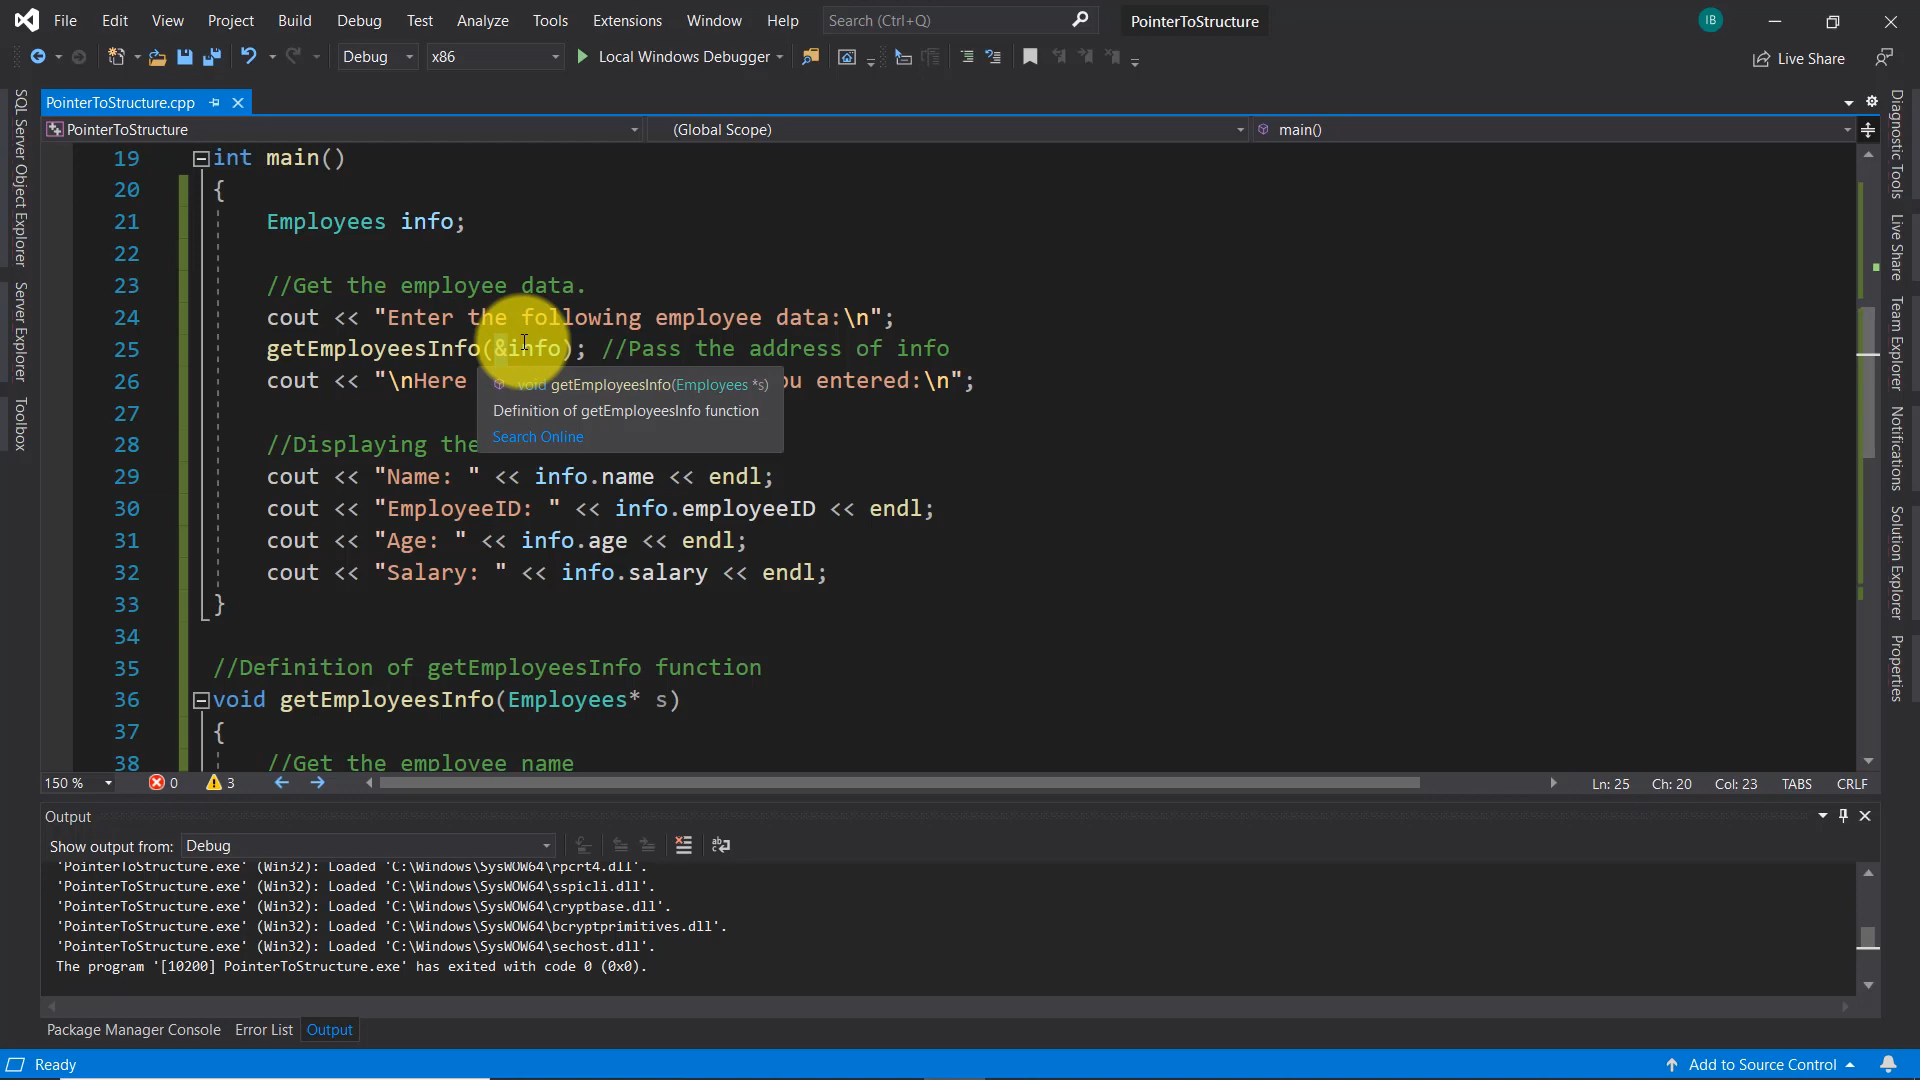 File Edit View Project Build Debug Test Analyze Tools Extensions Window Help Search (Ctrl+Q) PointerToStructure IB
Debug x86 Local Windows Debugger Live Share
PointerToStructure.cpp
PointerToStructure (Global Scope) main()
19 int main()
20 {
21 Employees info;
22
23 //Get the employee data.
24 cout << "Enter the following employee data:\n";
25 getEmployeesInfo(&info); //Pass the address of info
26 cout << "\nHere ou entered:\n";
void getEmployeesInfo(Employees *s)
Definition of getEmployeesInfo function
Search Online
27
28 //Displaying the
29 cout << "Name: " << info.name << endl;
30 cout << "EmployeeID: " << info.employeeID << endl;
31 cout << "Age: " << info.age << endl;
32 cout << "Salary: " << info.salary << endl;
33 }
34
35 //Definition of getEmployeesInfo function
36 void getEmployeesInfo(Employees* s)
37 {
38 //Get the employee name
150 % 0 3 Ln: 25 Ch: 20 Col: 23 TABS CRLF
Output
Show output from: Debug
'PointerToStructure.exe' (Win32): Loaded 'C:\Windows\SysWOW64\rpcrt4.dll'.
'PointerToStructure.exe' (Win32): Loaded 'C:\Windows\SysWOW64\sspicli.dll'.
'PointerToStructure.exe' (Win32): Loaded 'C:\Windows\SysWOW64\cryptbase.dll'.
'PointerToStructure.exe' (Win32): Loaded 'C:\Windows\SysWOW64\bcryptprimitives.dll'.
'PointerToStructure.exe' (Win32): Loaded 'C:\Windows\SysWOW64\sechost.dll'.
The program '[10200] PointerToStructure.exe' has exited with code 0 (0x0).
Package Manager Console Error List Output
Ready Add to Source Control
SQL Server Object Explorer
Server Explorer
Toolbox
Diagnostic Tools
Live Share
Team Explorer
Notifications
Solution Explorer
Properties